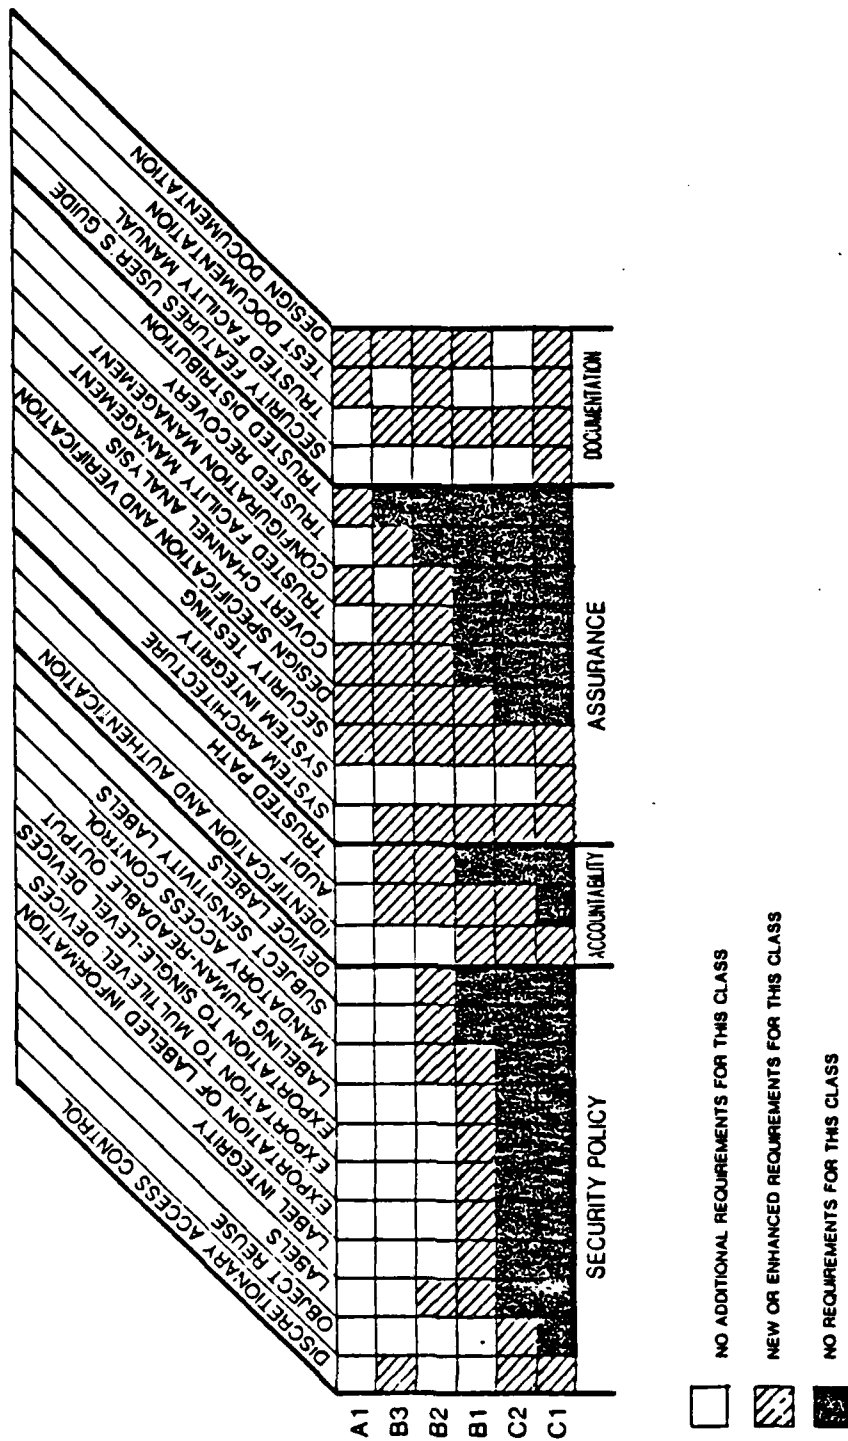 DISCRETIONARY ACCESS CONTROL
OBJECT REUSE
LABELS
LABEL INTEGRITY
EXPORTATION OF LABELED INFORMATION
EXPORTATION TO MULTILEVEL DEVICES
EXPORTATION TO SINGLE-LEVEL DEVICES
LABELING HUMAN-READABLE OUTPUT
MANDATORY ACCESS CONTROL
SUBJECT SENSITIVITY LABELS
DEVICE LABELS
IDENTIFICATION AND AUTHENTICATION
AUDIT
TRUSTED PATH
SYSTEM ARCHITECTURE
SYSTEM INTEGRITY
SECURITY TESTING
DESIGN SPECIFICATION AND VERIFICATION
COVERT CHANNEL ANALYSIS
TRUSTED FACILITY MANAGEMENT
CONFIGURATION MANAGEMENT
TRUSTED RECOVERY
TRUSTED DISTRIBUTION
SECURITY FEATURES USER'S GUIDE
TRUSTED FACILITY MANUAL
TEST DOCUMENTATION
DESIGN DOCUMENTATION
A1
B3
B2
B1
C2
C1
SECURITY POLICY
ACCOUNTABILITY
ASSURANCE
DOCUMENTATION
NO ADDITIONAL REQUIREMENTS FOR THIS CLASS
NEW OR ENHANCED REQUIREMENTS FOR THIS CLASS
NO REQUIREMENTS FOR THIS CLASS